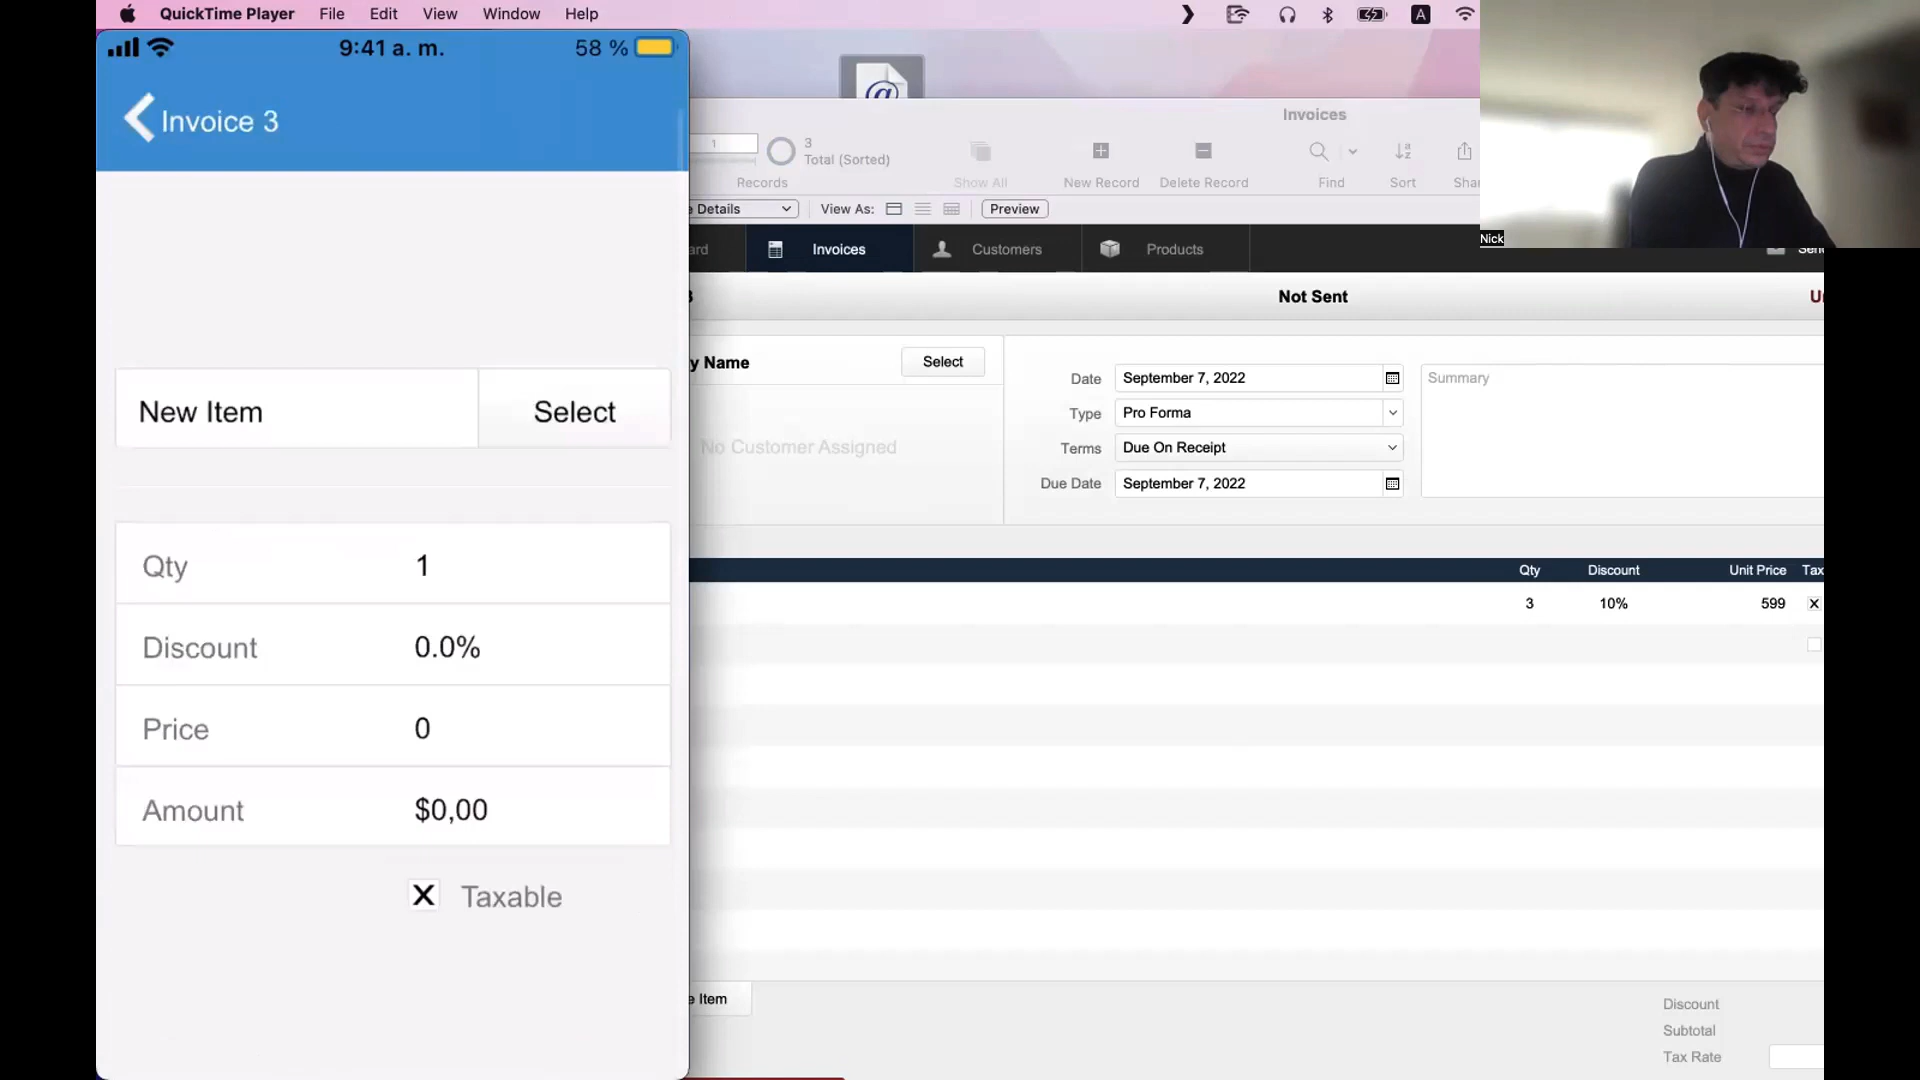 QuickTime Player File Edit View Window Help
A
9:41 a. m. 58 %
Invoice 3
New Item Select
Qty 1
Discount 0.0%
Price 0
Amount $0,00
X Taxable
@
Invoices
1
3
Total (Sorted)
Records Show All New Record Delete Record Find Sort Sha
e Details View As: Preview
ard Invoices Customers Products
3 Not Sent
y Name Select
No Customer Assigned
Date September 7, 2022
Type Pro Forma
Terms Due On Receipt
Due Date September 7, 2022
Summary
Qty Discount Unit Price Tax
3 10% 599 X
e Item
Discount
Subtotal
Tax Rate
Nick